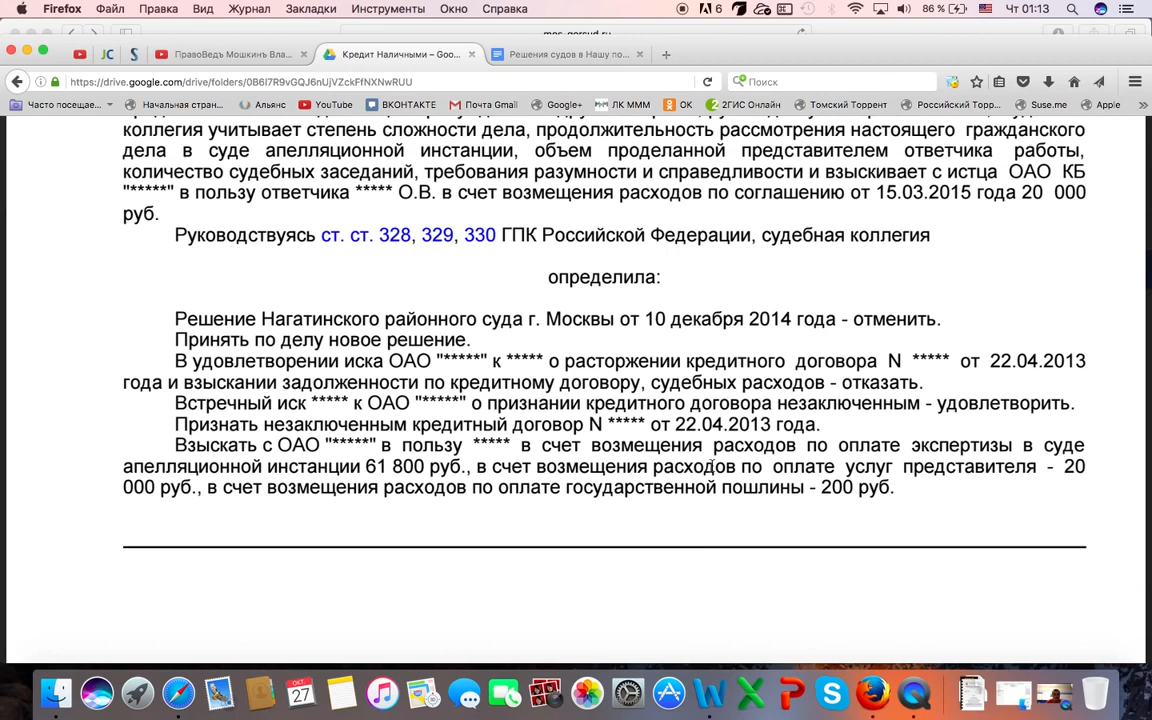 Firefox Файл Правка Вид Журнал Закладки Инструменты Окно Справка 6 86 % Чт 01:13
mos-gorsud.ru
ПравоВедъ Мошкинъ Вла... Кредит Наличными – Goo... Решения судов в Нашу по...
https://drive.google.com/drive/folders/0B6I7R9vGQJ6nUjVZckFfNXNwRUU Поиск
Часто посещае... Начальная стран... Альянс YouTube ВКОНТАКТЕ Почта Gmail Google+ ЛК МММ ОК 2ГИС Онлайн Томский Торрент Российский Торр... Suse.me Apple
коллегия учитывает степень сложности дела, продолжительность рассмотрения настоящего гражданского
дела в суде апелляционной инстанции, объем проделанной представителем ответчика работы,
количество судебных заседаний, требования разумности и справедливости и взыскивает с истца ОАО КБ
"*****" в пользу ответчика ***** О.В. в счет возмещения расходов по соглашению от 15.03.2015 года 20 000
руб.
Руководствуясь ст. ст. 328, 329, 330 ГПК Российской Федерации, судебная коллегия
определила:
Решение Нагатинского районного суда г. Москвы от 10 декабря 2014 года - отменить.
Принять по делу новое решение.
В удовлетворении иска ОАО "*****" к ***** о расторжении кредитного договора N ***** от 22.04.2013
года и взыскании задолженности по кредитному договору, судебных расходов - отказать.
Встречный иск ***** к ОАО "*****" о признании кредитного договора незаключенным - удовлетворить.
Признать незаключенным кредитный договор N ***** от 22.04.2013 года.
Взыскать с ОАО "*****" в пользу ***** в счет возмещения расходов по оплате экспертизы в суде
апелляционной инстанции 61 800 руб., в счет возмещения расходов по оплате услуг представителя - 20
000 руб., в счет возмещения расходов по оплате государственной пошлины - 200 руб.
ОКТ.
27